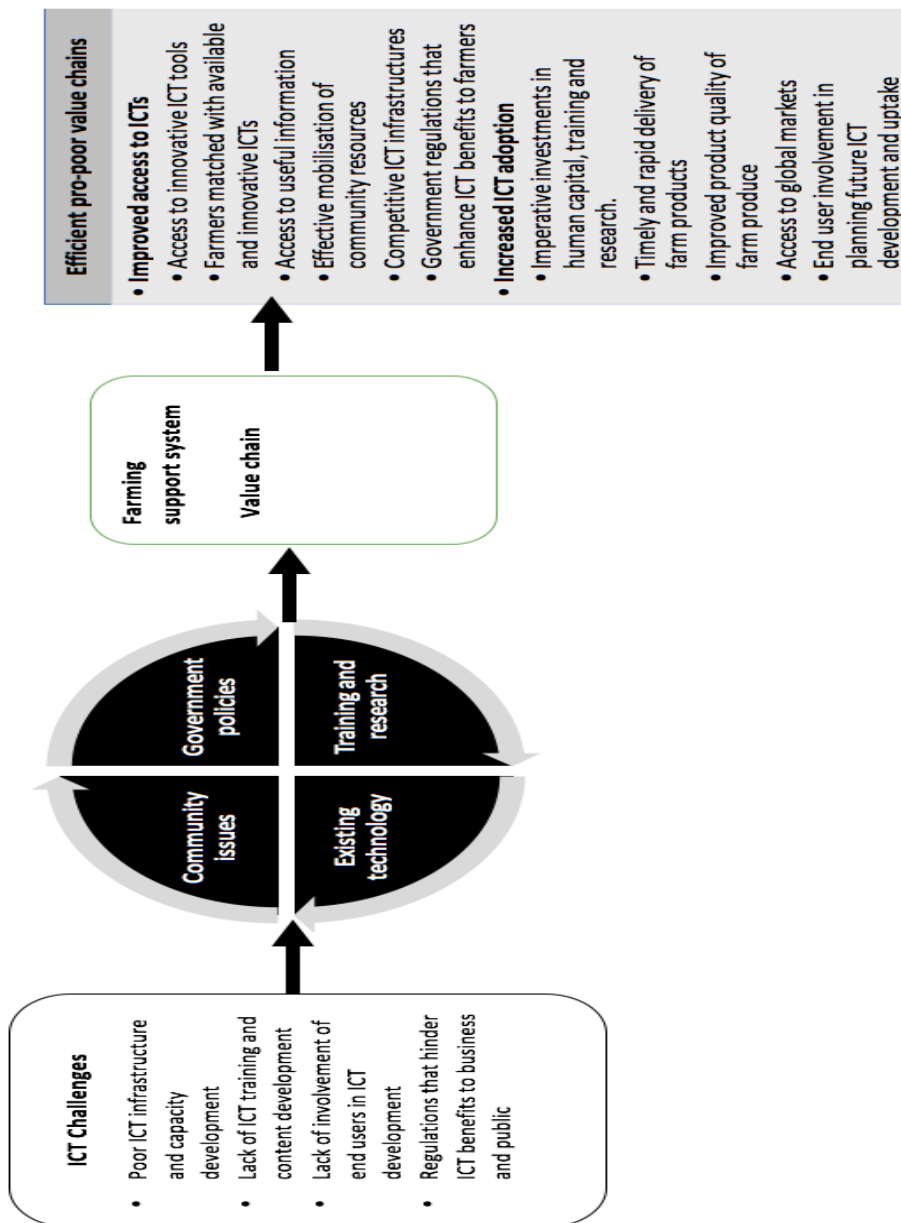 ICT Challenges
• Poor ICT infrastructure
and capacity
development
• Lack of ICT training and
content development
• Lack of involvement of
end users in ICT
development
• Regulations that hinder
ICT benefits to business
and public
Community
issues
Government
policies
Existing
technology
Training and
research
Farming
support system
Value chain
Efficient pro-poor value chains
• Improved access to ICTs
• Access to innovative ICT tools
• Farmers matched with available
and innovative ICTs
• Access to useful information
• Effective mobilisation of
community resources
• Competitive ICT infrastructures
• Government regulations that
enhance ICT benefits to farmers
• Increased ICT adoption
• Imperative investments in
human capital, training and
research.
• Timely and rapid delivery of
farm products
• Improved product quality of
farm produce
• Access to global markets
• End user involvement in
planning future ICT
development and uptake